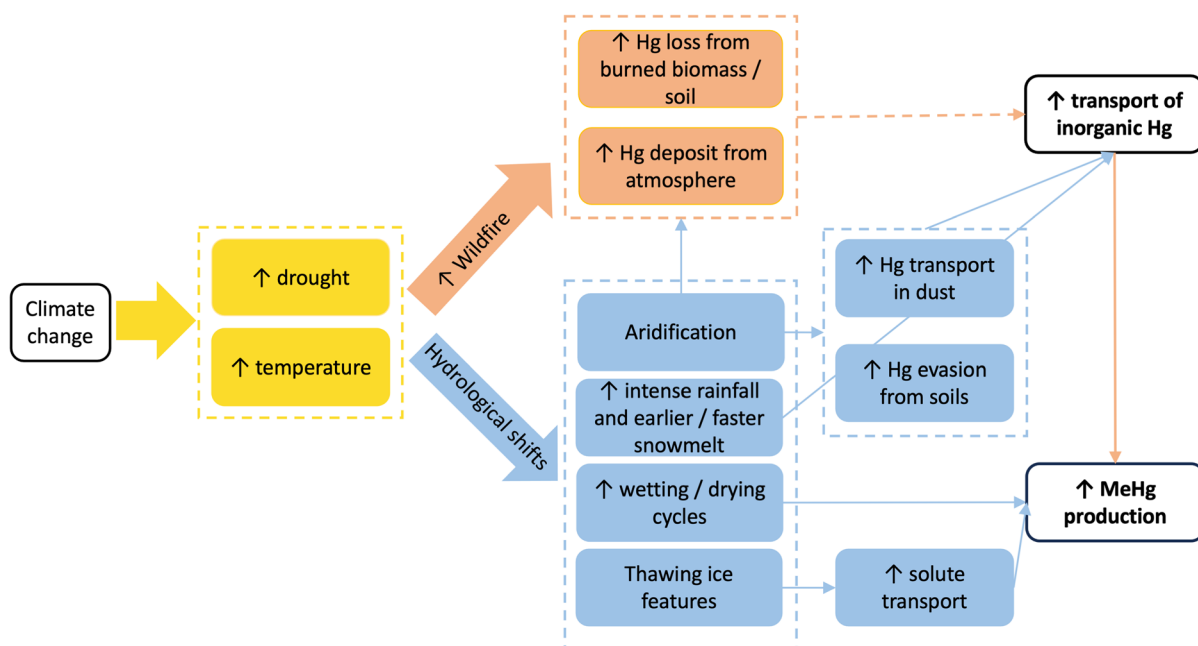 Climate
change
↑ drought
↑ temperature
↑ Wildfire
Hydrological shifts
↑ Hg loss from
burned biomass /
soil
↑ Hg deposit from
atmosphere
Aridification
↑ intense rainfall
and earlier / faster
snowmelt
↑ wetting / drying
cycles
Thawing ice
features
↑ Hg transport
in dust
↑ Hg evasion
from soils
↑ solute
transport
↑ transport of
inorganic Hg
↑ MeHg
production